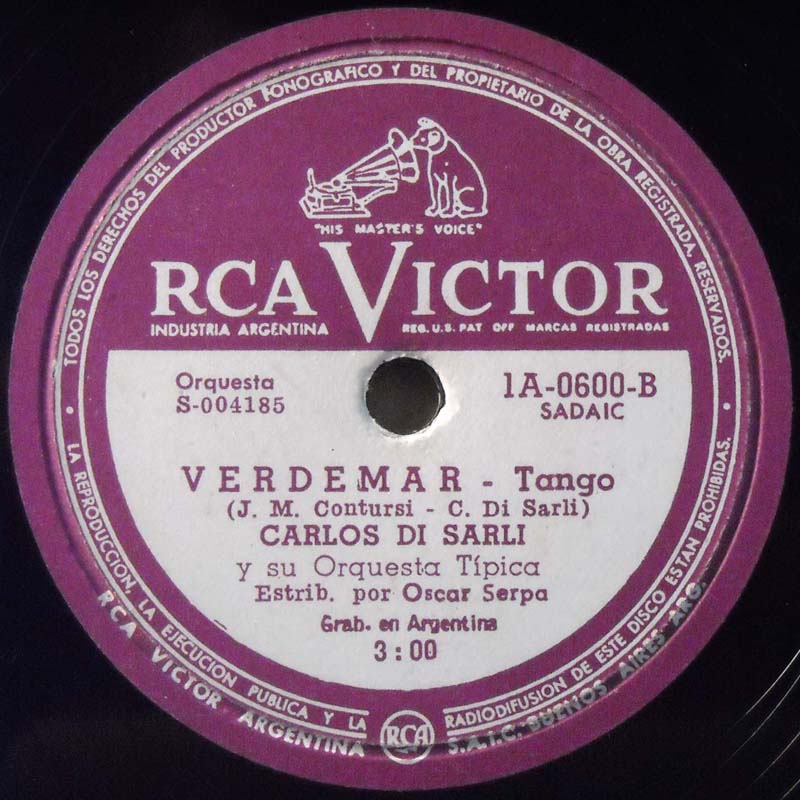 TODOS LOS DERECHOS DEL PRODUCTOR FONOGRAFICO Y DEL PROPIETARIO DE LA OBRA REGISTRADA, RESERVADOS.
"HIS MASTER'S VOICE"
RCA VICTOR
INDUSTRIA ARGENTINA
REG. U.S. PAT OFF MARCAS REGISTRADAS
Orquesta
S-004185
1A-0600-B
SADAIC
VERDEMAR - Tango
(J. M. Contursi - C. Di Sarli)
CARLOS DI SARLI
y su Orquesta Típica
Estrib. por Oscar Serpa
Grab. en Argentina
3:00
LA REPRODUCCION, LA EJECUCION PUBLICA Y LA RADIODIFUSION DE ESTE DISCO ESTAN PROHIBIDAS.
RCA VICTOR ARGENTINA S.A.I.C. BUENOS AIRES ARG.
RCA